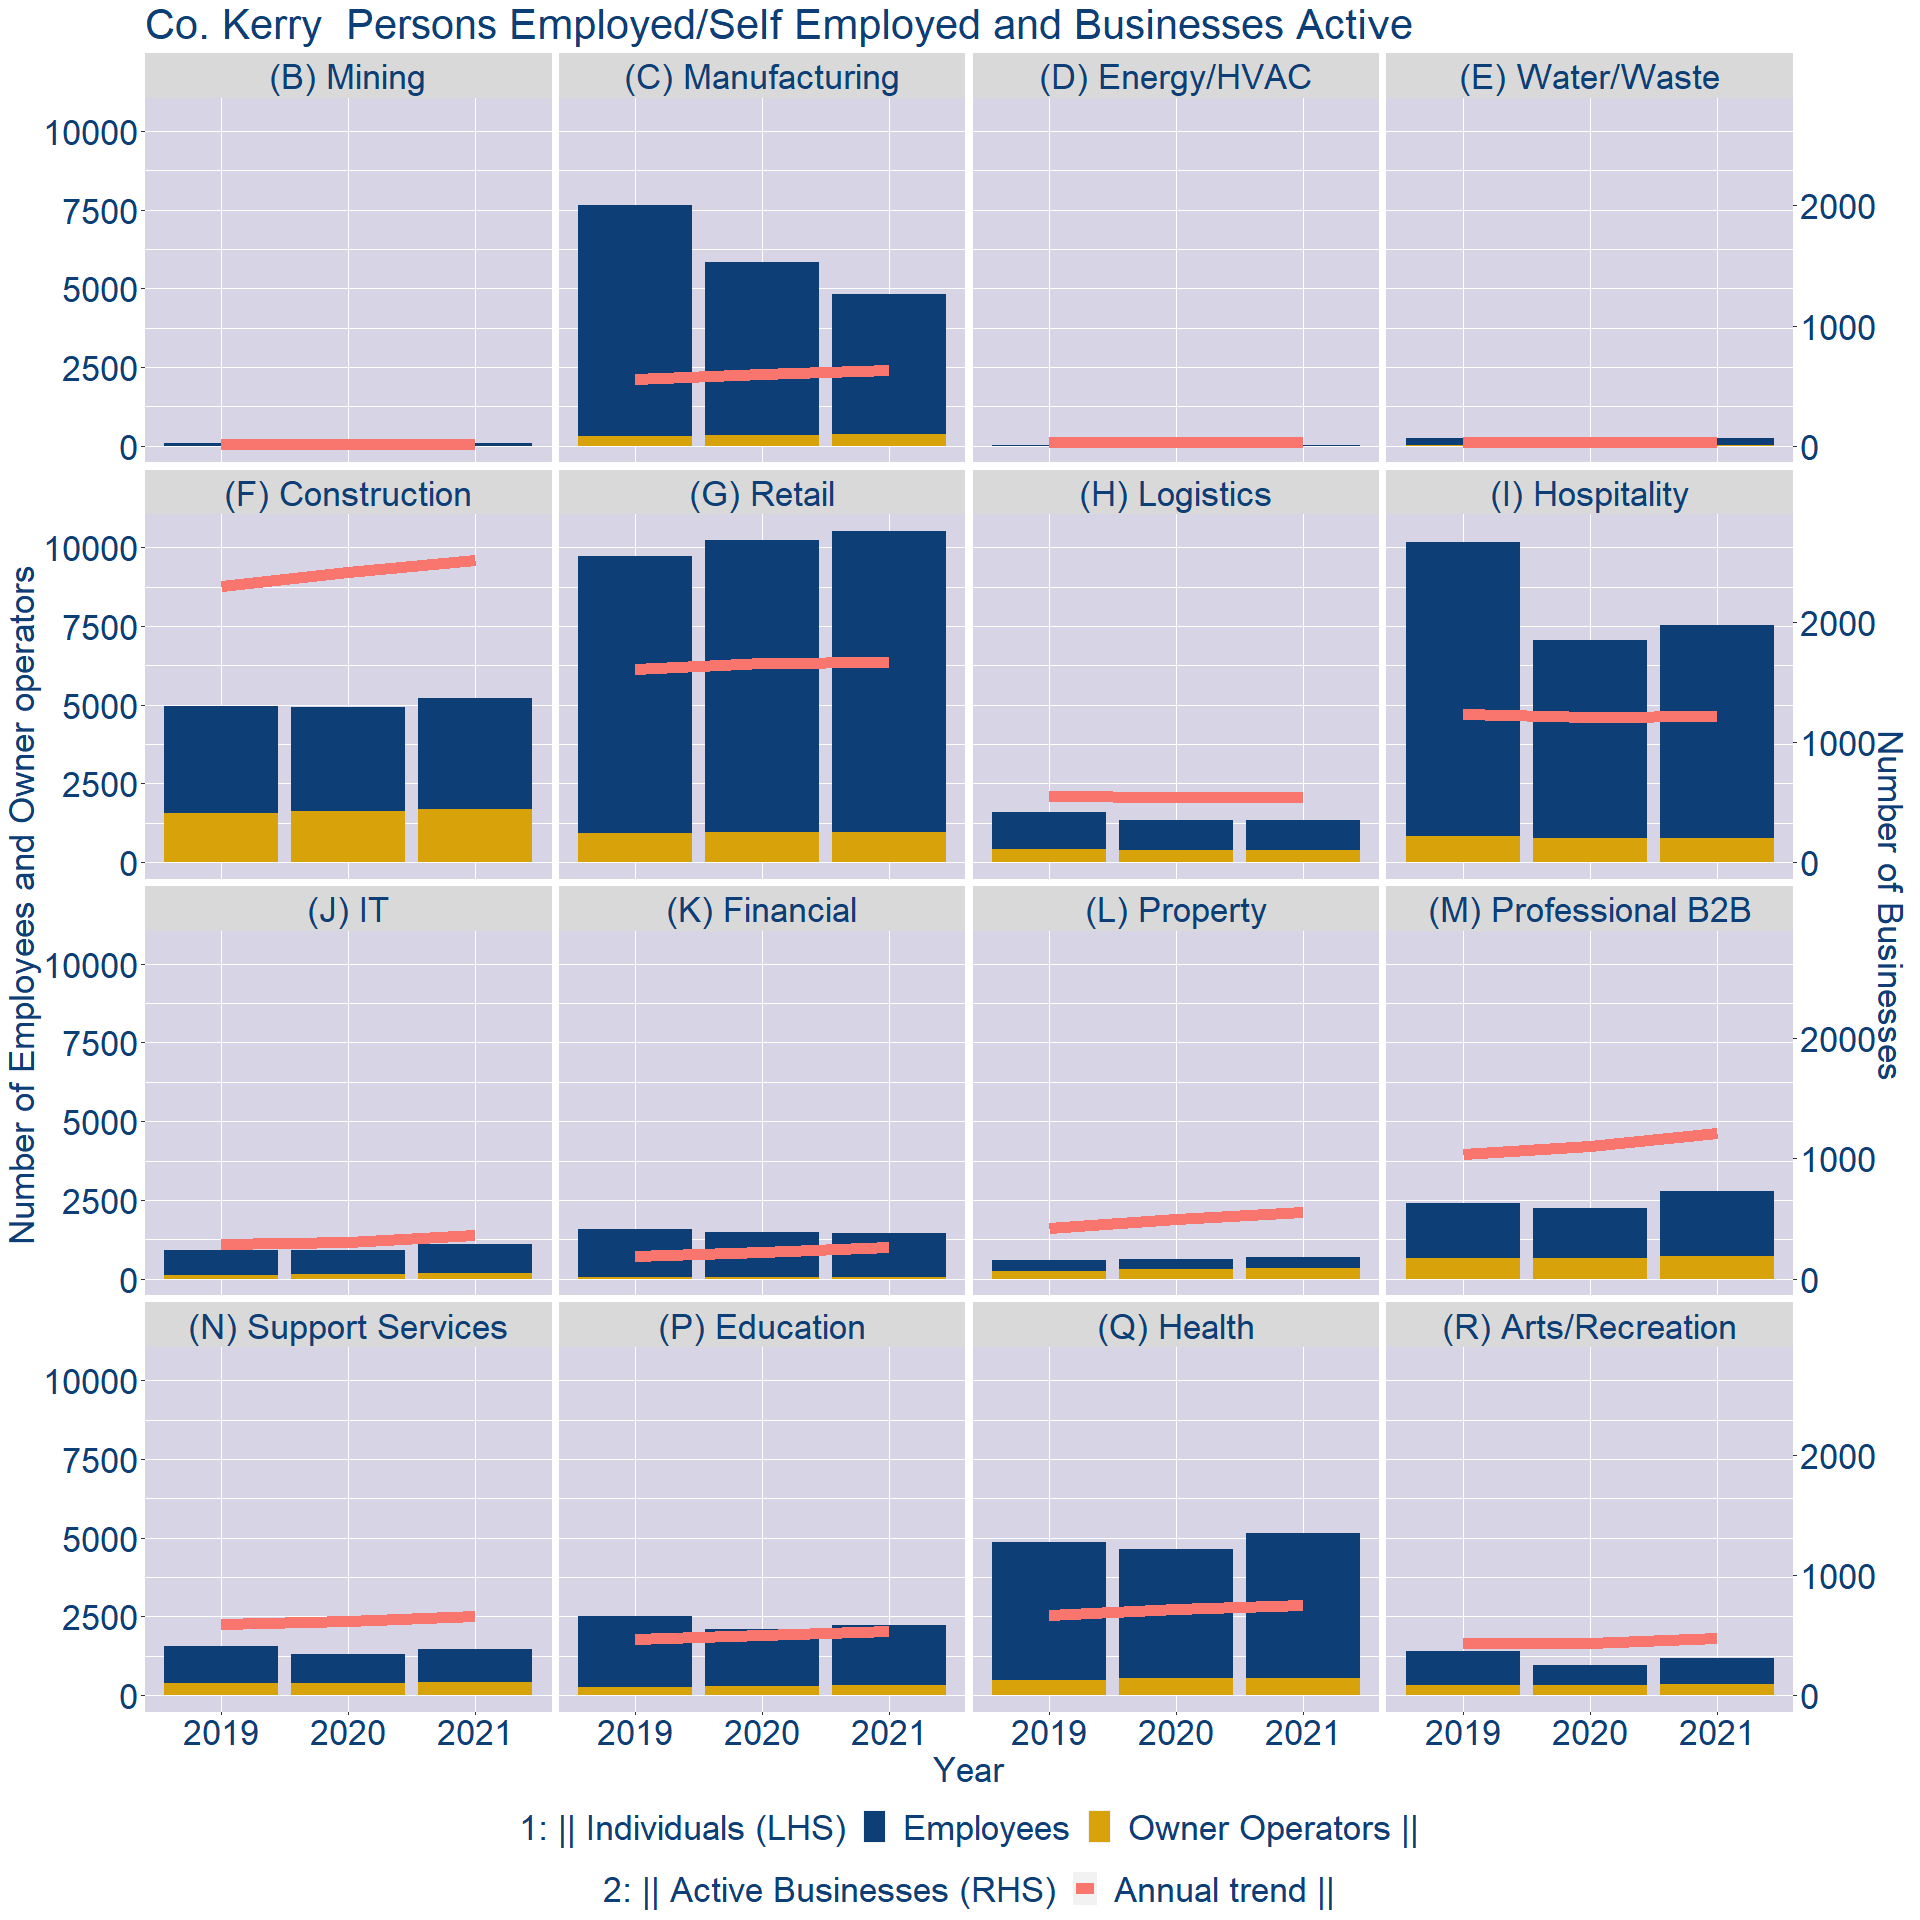 Co. Kerry  Persons Employed/Self Employed and Businesses Active
(B) Mining
(C) Manufacturing
(D) Energy/HVAC
(E) Water/Waste
10000
7500
5000
2500
0
2000
1000
0
(F) Construction
(G) Retail
(H) Logistics
(I) Hospitality
10000
7500
5000
2500
0
2000
1000
0
Number of Employees and Owner operators
Number of Businesses
(J) IT
(K) Financial
(L) Property
(M) Professional B2B
10000
7500
5000
2500
0
2000
1000
0
(N) Support Services
(P) Education
(Q) Health
(R) Arts/Recreation
10000
7500
5000
2500
0
2000
1000
0
2019 2020 2021
2019 2020 2021
2019 2020 2021
2019 2020 2021
Year
1: || Individuals (LHS) Employees Owner Operators ||
2: || Active Businesses (RHS) Annual trend ||